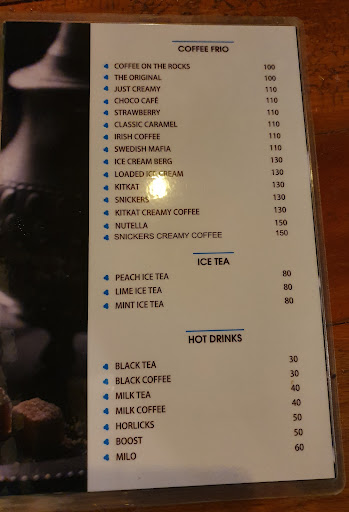 COFFEE FRIO
COFFEE ON THE ROCKS 100
THE ORIGINAL 100
JUST CREAMY 110
CHOCO CAFÉ 110
STRAWBERRY 110
CLASSIC CARAMEL 110
IRISH COFFEE 110
SWEDISH MAFIA 110
ICE CREAM BERG 130
LOADED ICE CREAM 130
KITKAT 130
SNICKERS 130
KITKAT CREAMY COFFEE 130
NUTELLA 150
SNICKERS CREAMY COFFEE 150
ICE TEA
PEACH ICE TEA 80
LIME ICE TEA 80
MINT ICE TEA 80
HOT DRINKS
BLACK TEA 30
BLACK COFFEE 30
MILK TEA 40
MILK COFFEE 40
HORLICKS 50
BOOST 50
MILO 60